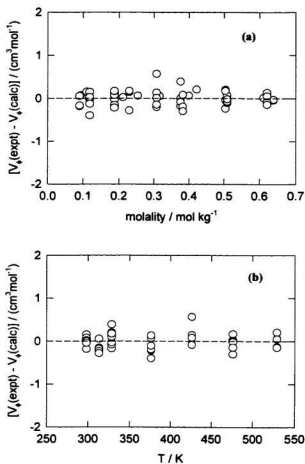 (a)
[Vϕ(expt) - Vϕ(calc)] / (cm³mol⁻¹)
2
1
0
-1
-2
0.0 0.1 0.2 0.3 0.4 0.5 0.6 0.7
molality / mol kg⁻¹
(b)
[Vϕ(expt) - Vϕ(calc)] / (cm³mol⁻¹)
2
1
0
-1
-2
250 300 350 400 450 500 550
T / K